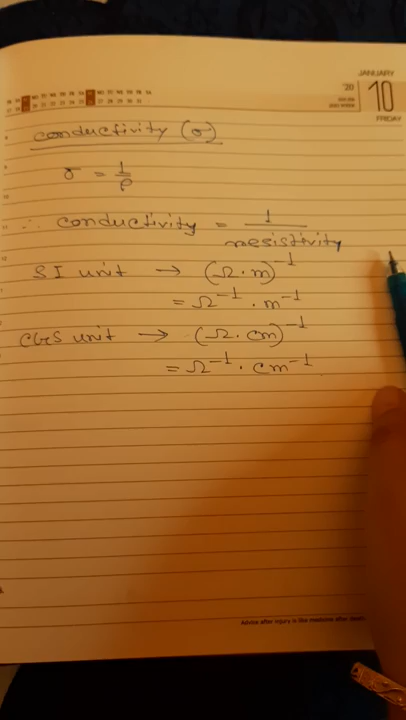 JANUARY
'20
10
FRIDAY
conductivity (σ)
σ = 1/ρ
∴ conductivity = 1/resistivity
SI unit → (Ω·m)⁻¹
= Ω⁻¹ · m⁻¹
CGS unit → (Ω·cm)⁻¹
= Ω⁻¹ · cm⁻¹
Advice after injury is like medicine after